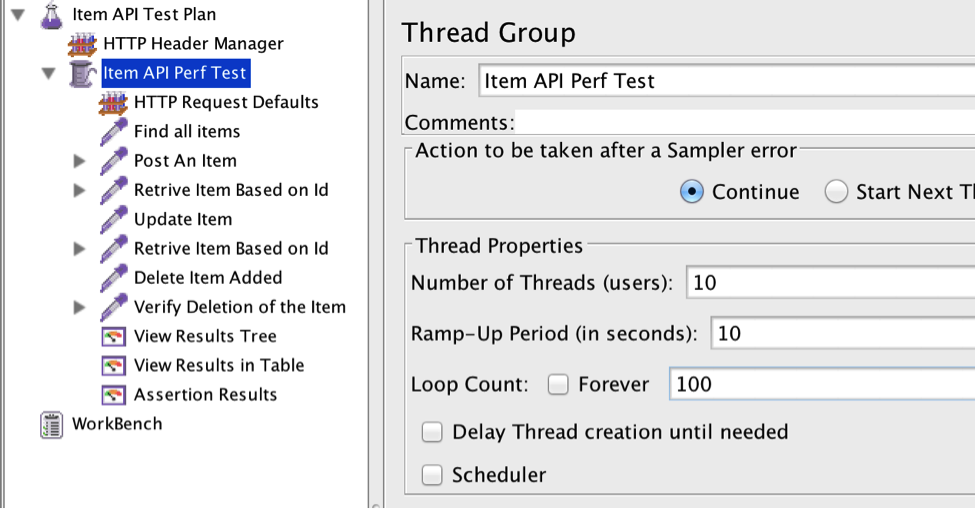 Item API Test Plan
HTTP Header Manager
Item API Perf Test
HTTP Request Defaults
Find all items
Post An Item
Retrive Item Based on Id
Update Item
Retrive Item Based on Id
Delete Item Added
Verify Deletion of the Item
View Results Tree
View Results in Table
Assertion Results
WorkBench
Thread Group
Name: Item API Perf Test
Comments:
Action to be taken after a Sampler error
Continue Start Next
Thread Properties
Number of Threads (users): 10
Ramp-Up Period (in seconds): 10
Loop Count: Forever 100
Delay Thread creation until needed
Scheduler